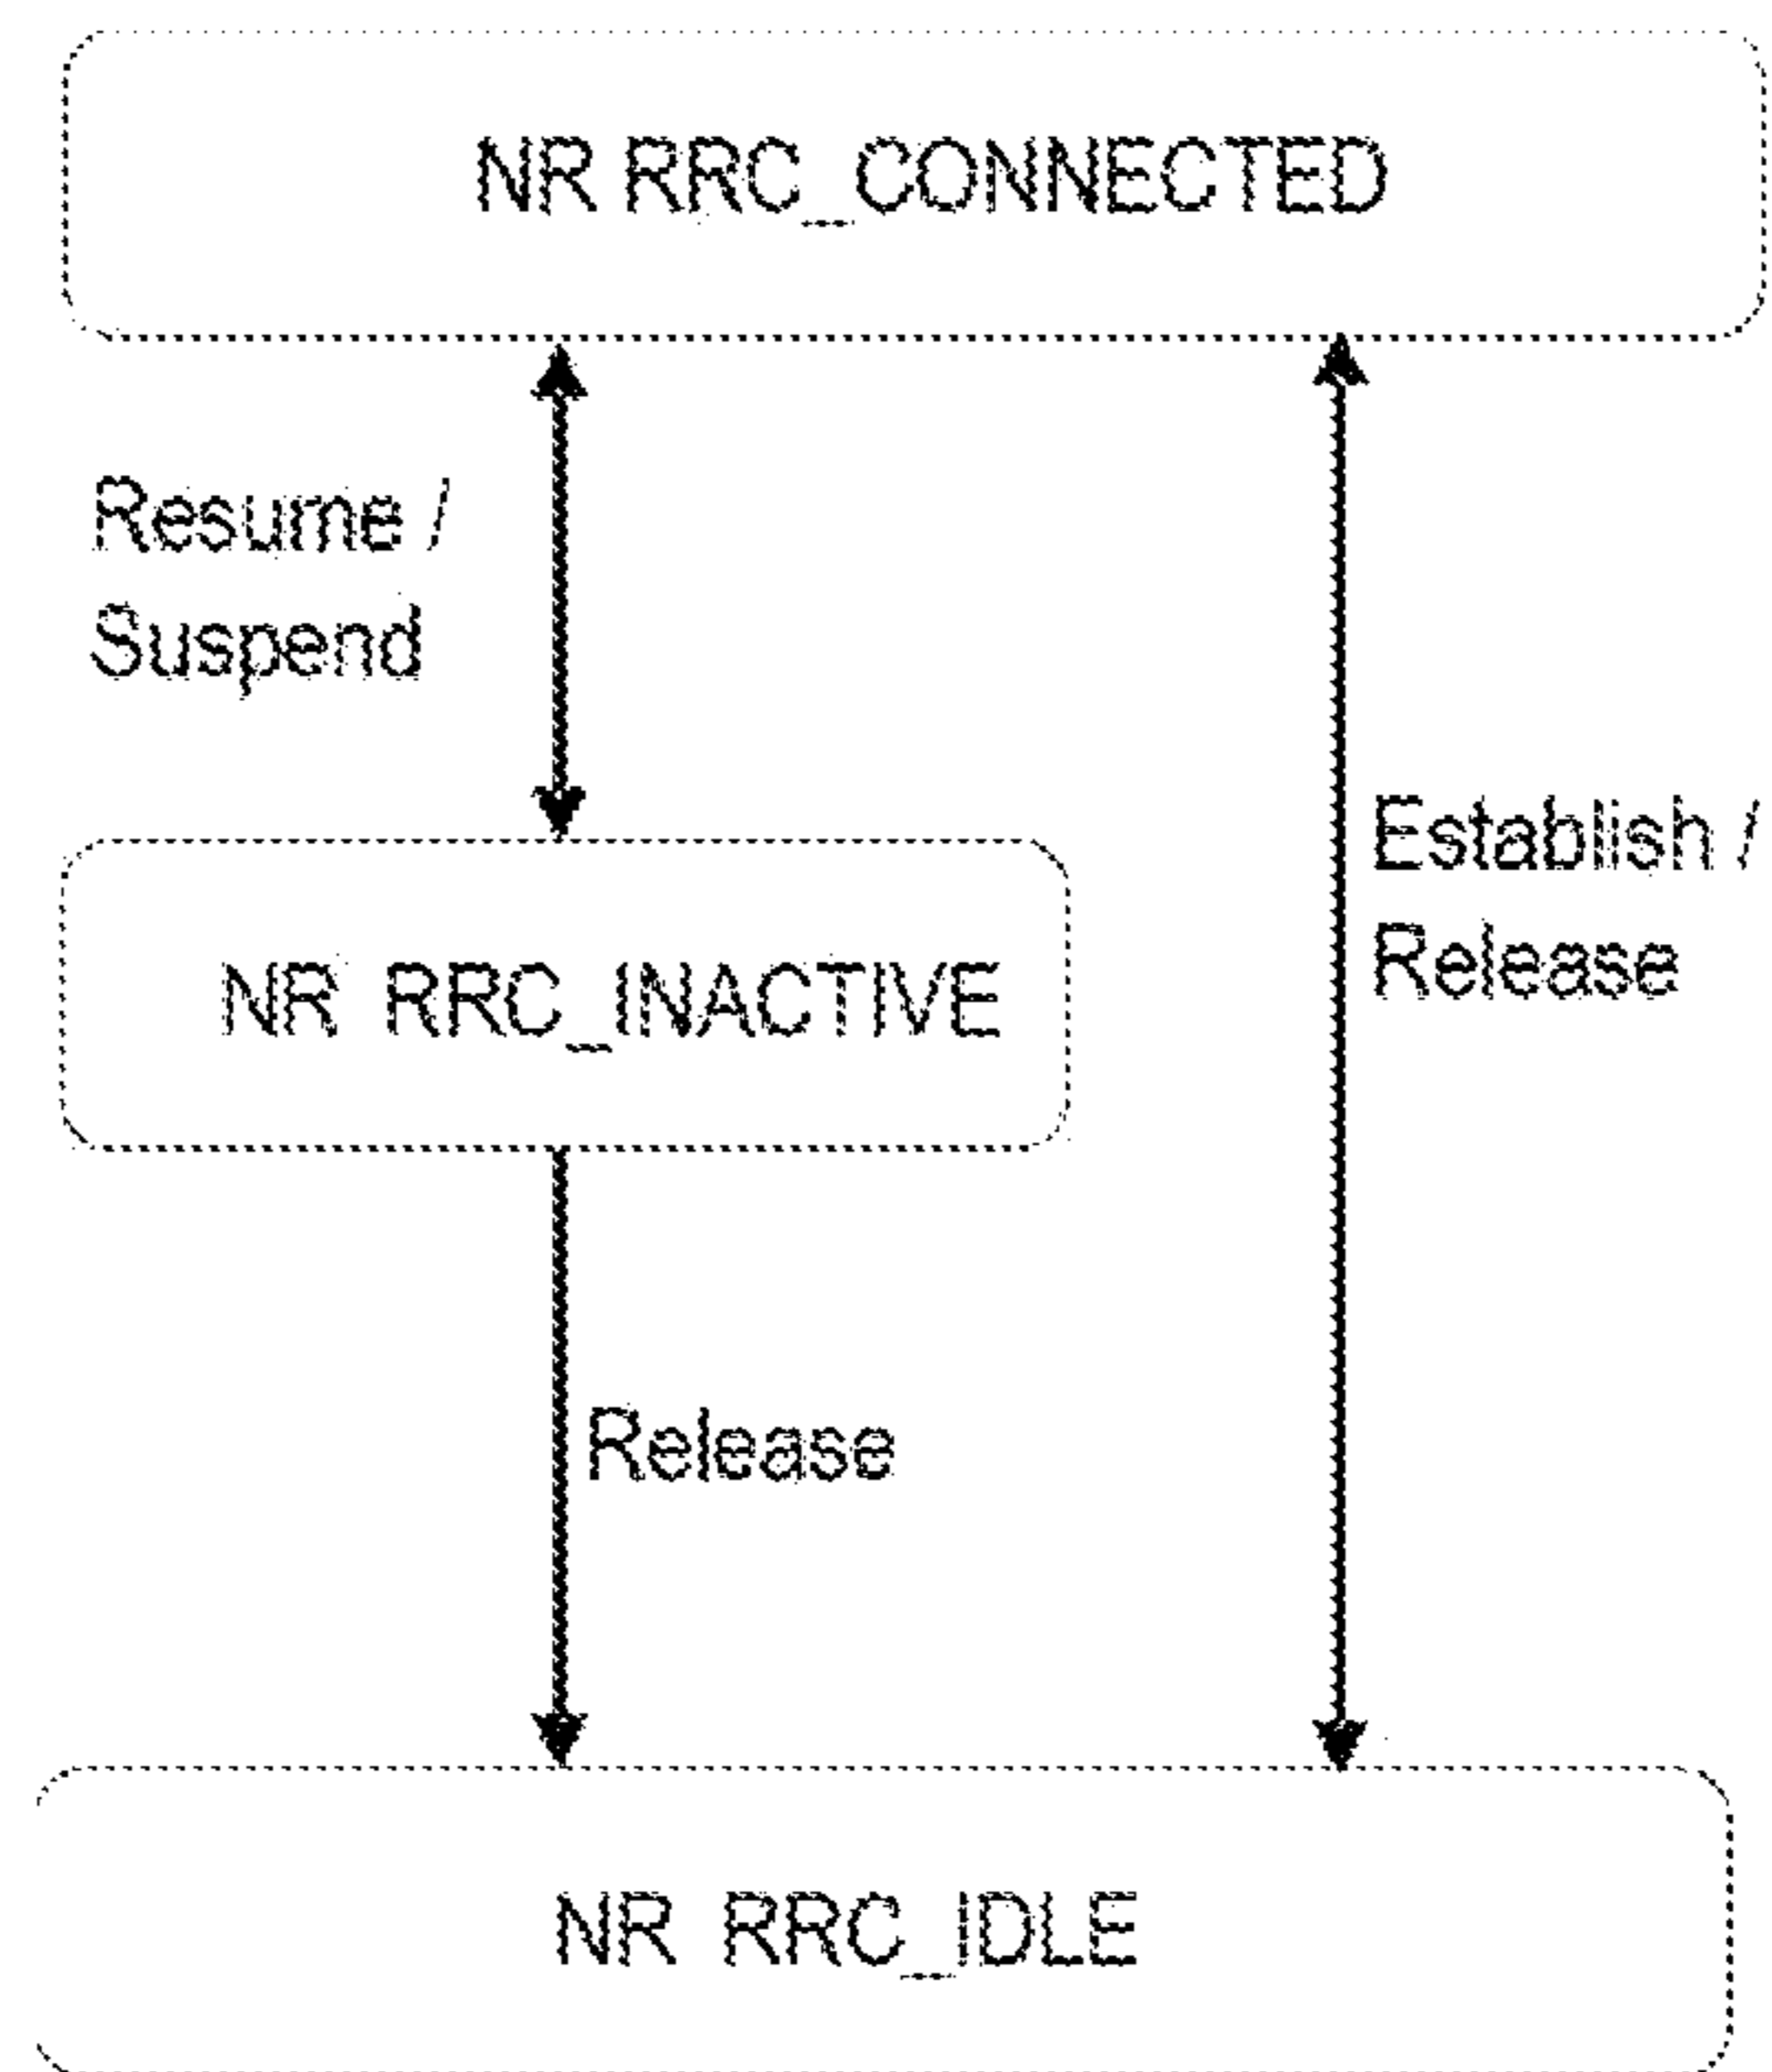 NR RRC_CONNECTED
Resume /
Suspend
Establish /
Release
NR RRC_INACTIVE
Release
NR RRC_IDLE